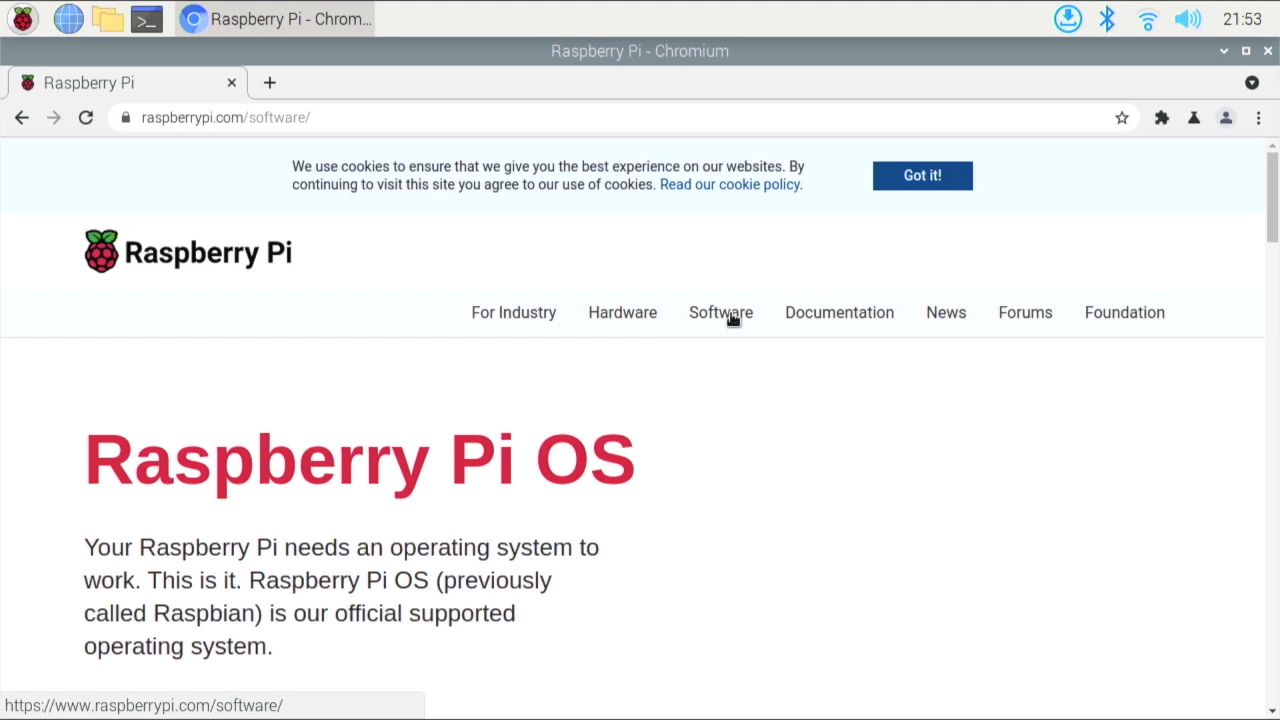 Raspberry Pi - Chrom...
21:53
Raspberry Pi - Chromium
Raspberry Pi
raspberrypi.com/software/
We use cookies to ensure that we give you the best experience on our websites. By
continuing to visit this site you agree to our use of cookies. Read our cookie policy.
Got it!
Raspberry Pi
For Industry Hardware Software Documentation News Forums Foundation
Raspberry Pi OS
Your Raspberry Pi needs an operating system to
work. This is it. Raspberry Pi OS (previously
called Raspbian) is our official supported
operating system.
https://www.raspberrypi.com/software/